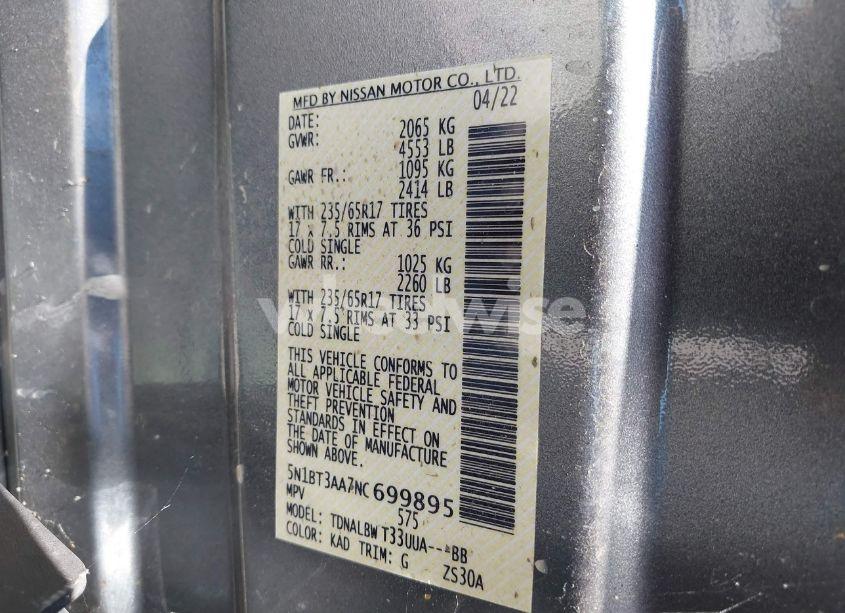 MFD BY NISSAN MOTOR CO., LTD.
DATE: 04/22
GVWR: 2065 KG
4553 LB
GAWR FR.: 1095 KG
2414 LB
WITH 235/65R17 TIRES
17 x 7.5 RIMS AT 36 PSI
COLD SINGLE
GAWR RR.: 1025 KG
2260 LB
WITH 235/65R17 TIRES
17 x 7.5 RIMS AT 33 PSI
COLD SINGLE
THIS VEHICLE CONFORMS TO
ALL APPLICABLE FEDERAL
MOTOR VEHICLE SAFETY AND
THEFT PREVENTION
STANDARDS IN EFFECT ON
THE DATE OF MANUFACTURE
SHOWN ABOVE.
5N1BT3AA7NC699895
MPV 575
MODEL: TDNALBW T33UUA---BB
COLOR: KAD TRIM: G ZS30A